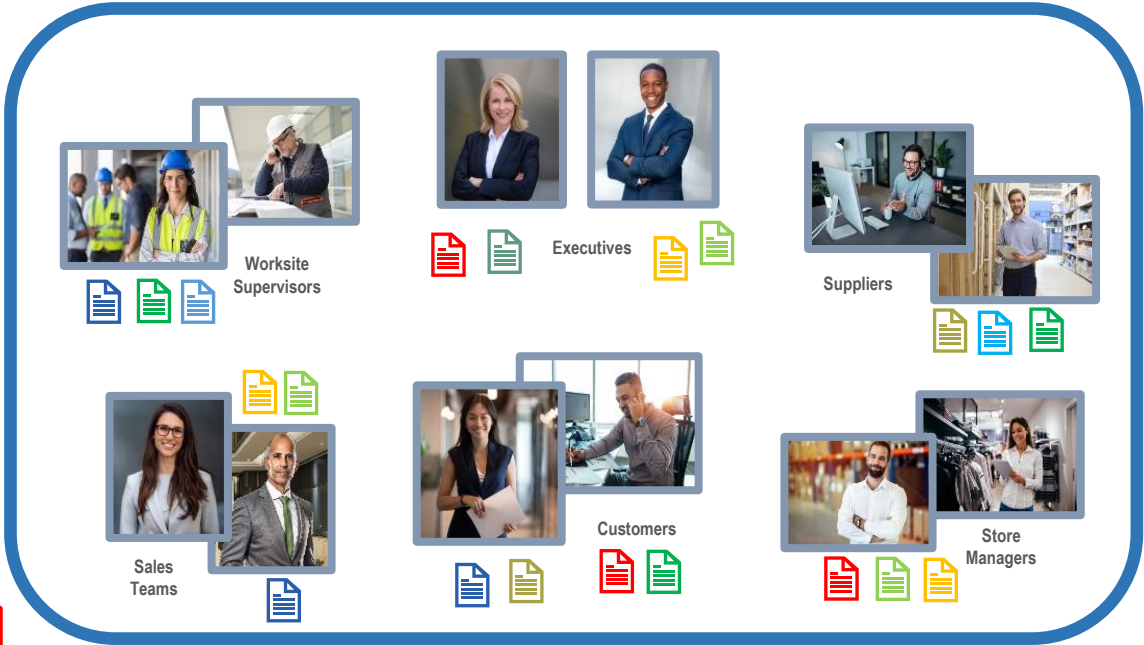 Executives
Worksite
Supervisors
Suppliers
Sales
Teams
Customers
Store
Managers